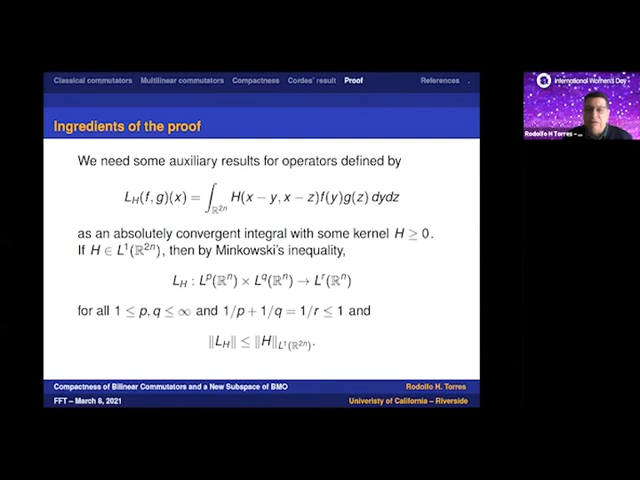 Classical commutators Multilinear commutators Compactness Cordes' result Proof References .
Ingredients of the proof
We need some auxiliary results for operators defined by
L_H(f, g)(x) = ∫_{ℝ^{2n}} H(x − y, x − z)f(y)g(z) dydz
as an absolutely convergent integral with some kernel H ≥ 0.
If H ∈ L^1(ℝ^{2n}), then by Minkowski's inequality,
L_H : L^p(ℝ^n) × L^q(ℝ^n) → L^r(ℝ^n)
for all 1 ≤ p, q ≤ ∞ and 1/p + 1/q = 1/r ≤ 1 and
‖L_H‖ ≤ ‖H‖_{L^1(ℝ^{2n})}.
Compactness of Bilinear Commutators and a New Subspace of BMO Rodolfo H. Torres
FFT – March 8, 2021 Univeristy of California – Riverside
International Women's Day
Rodolfo H Torres -